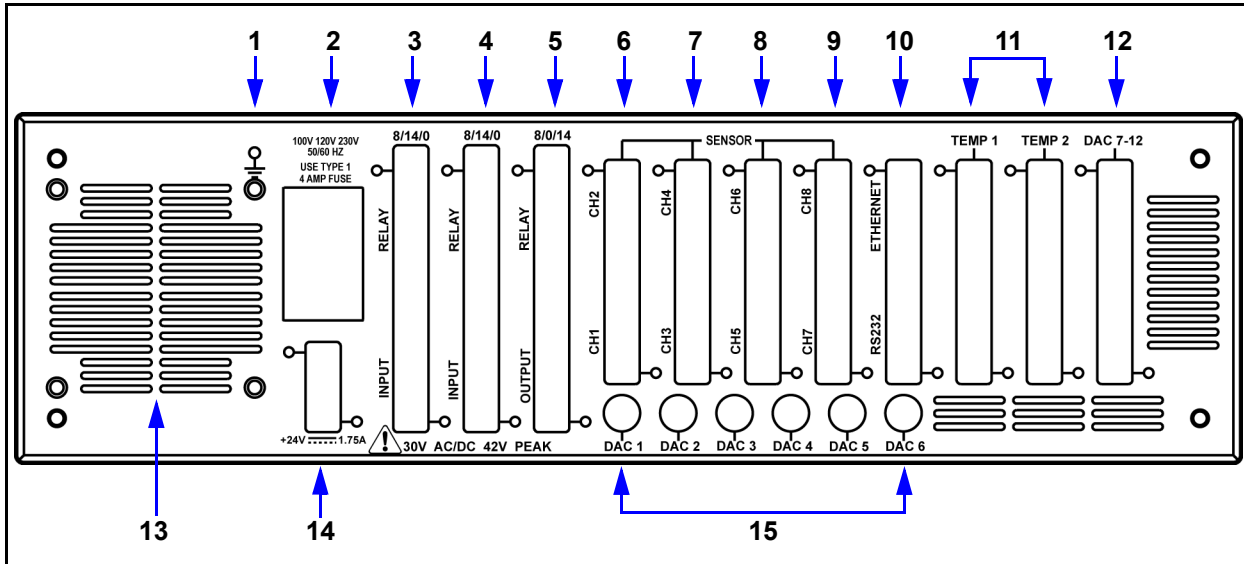 1 2 3 4 5 6 7 8 9 10 11 12
100V 120V 230V
50/60 HZ
USE TYPE 1
4 AMP FUSE
8/14/0
8/14/0
8/0/14
SENSOR
TEMP 1
TEMP 2
DAC 7-12
RELAY
INPUT
RELAY
INPUT
RELAY
OUTPUT
CH2
CH1
CH4
CH3
CH6
CH5
CH8
CH7
ETHERNET
RS232
+24V 1.75A
30V AC/DC 42V PEAK
DAC 1
DAC 2
DAC 3
DAC 4
DAC 5
DAC 6
13
14
15